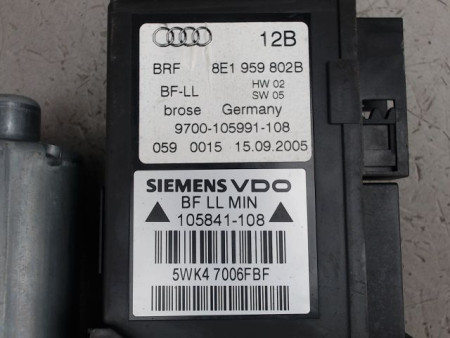 12B
BRF 8E1 959 802B
BF-LL HW 02
SW 05
brose Germany
9700-105991-108
059 0015 15.09.2005
SIEMENS VDO
BF LL MIN
105841-108
5WK4 7006FBF